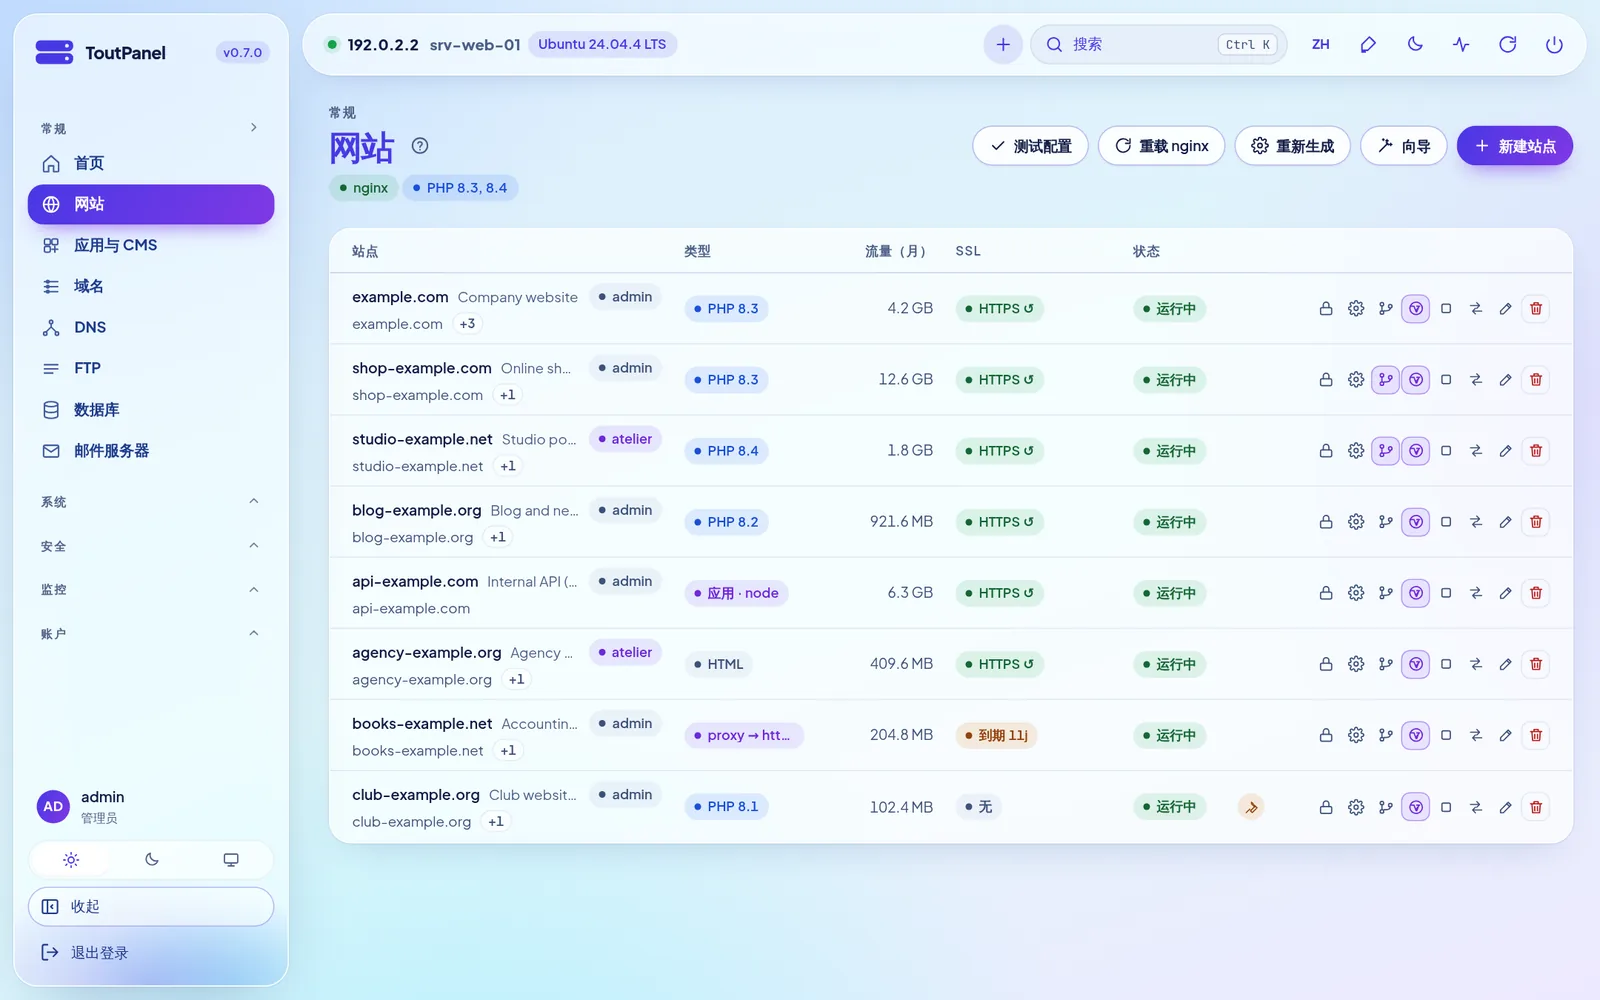 ToutPanel v0.7.0
常规
首页
网站
应用与 CMS
域名
DNS
FTP
数据库
邮件服务器
系统
安全
监控
账户
AD admin
管理员
收起
退出登录
192.0.2.2 srv-web-01 Ubuntu 24.04.4 LTS
搜索 Ctrl K ZH
常规
网站
nginx PHP 8.3, 8.4
测试配置 重载 nginx 重新生成 向导 新建站点
站点 类型 流量（月） SSL 状态
example.com Company website admin
example.com +3
PHP 8.3 4.2 GB HTTPS ↺ 运行中
shop-example.com Online sh… admin
shop-example.com +1
PHP 8.3 12.6 GB HTTPS ↺ 运行中
studio-example.net Studio po… atelier
studio-example.net +1
PHP 8.4 1.8 GB HTTPS ↺ 运行中
blog-example.org Blog and ne… admin
blog-example.org +1
PHP 8.2 921.6 MB HTTPS ↺ 运行中
api-example.com Internal API (… admin
api-example.com
应用 · node 6.3 GB HTTPS ↺ 运行中
agency-example.org Agency … atelier
agency-example.org +1
HTML 409.6 MB HTTPS ↺ 运行中
books-example.net Accountin… admin
books-example.net +1
proxy → htt… 204.8 MB 到期 11j 运行中
club-example.org Club websit… admin
club-example.org +1
PHP 8.1 102.4 MB 无 运行中